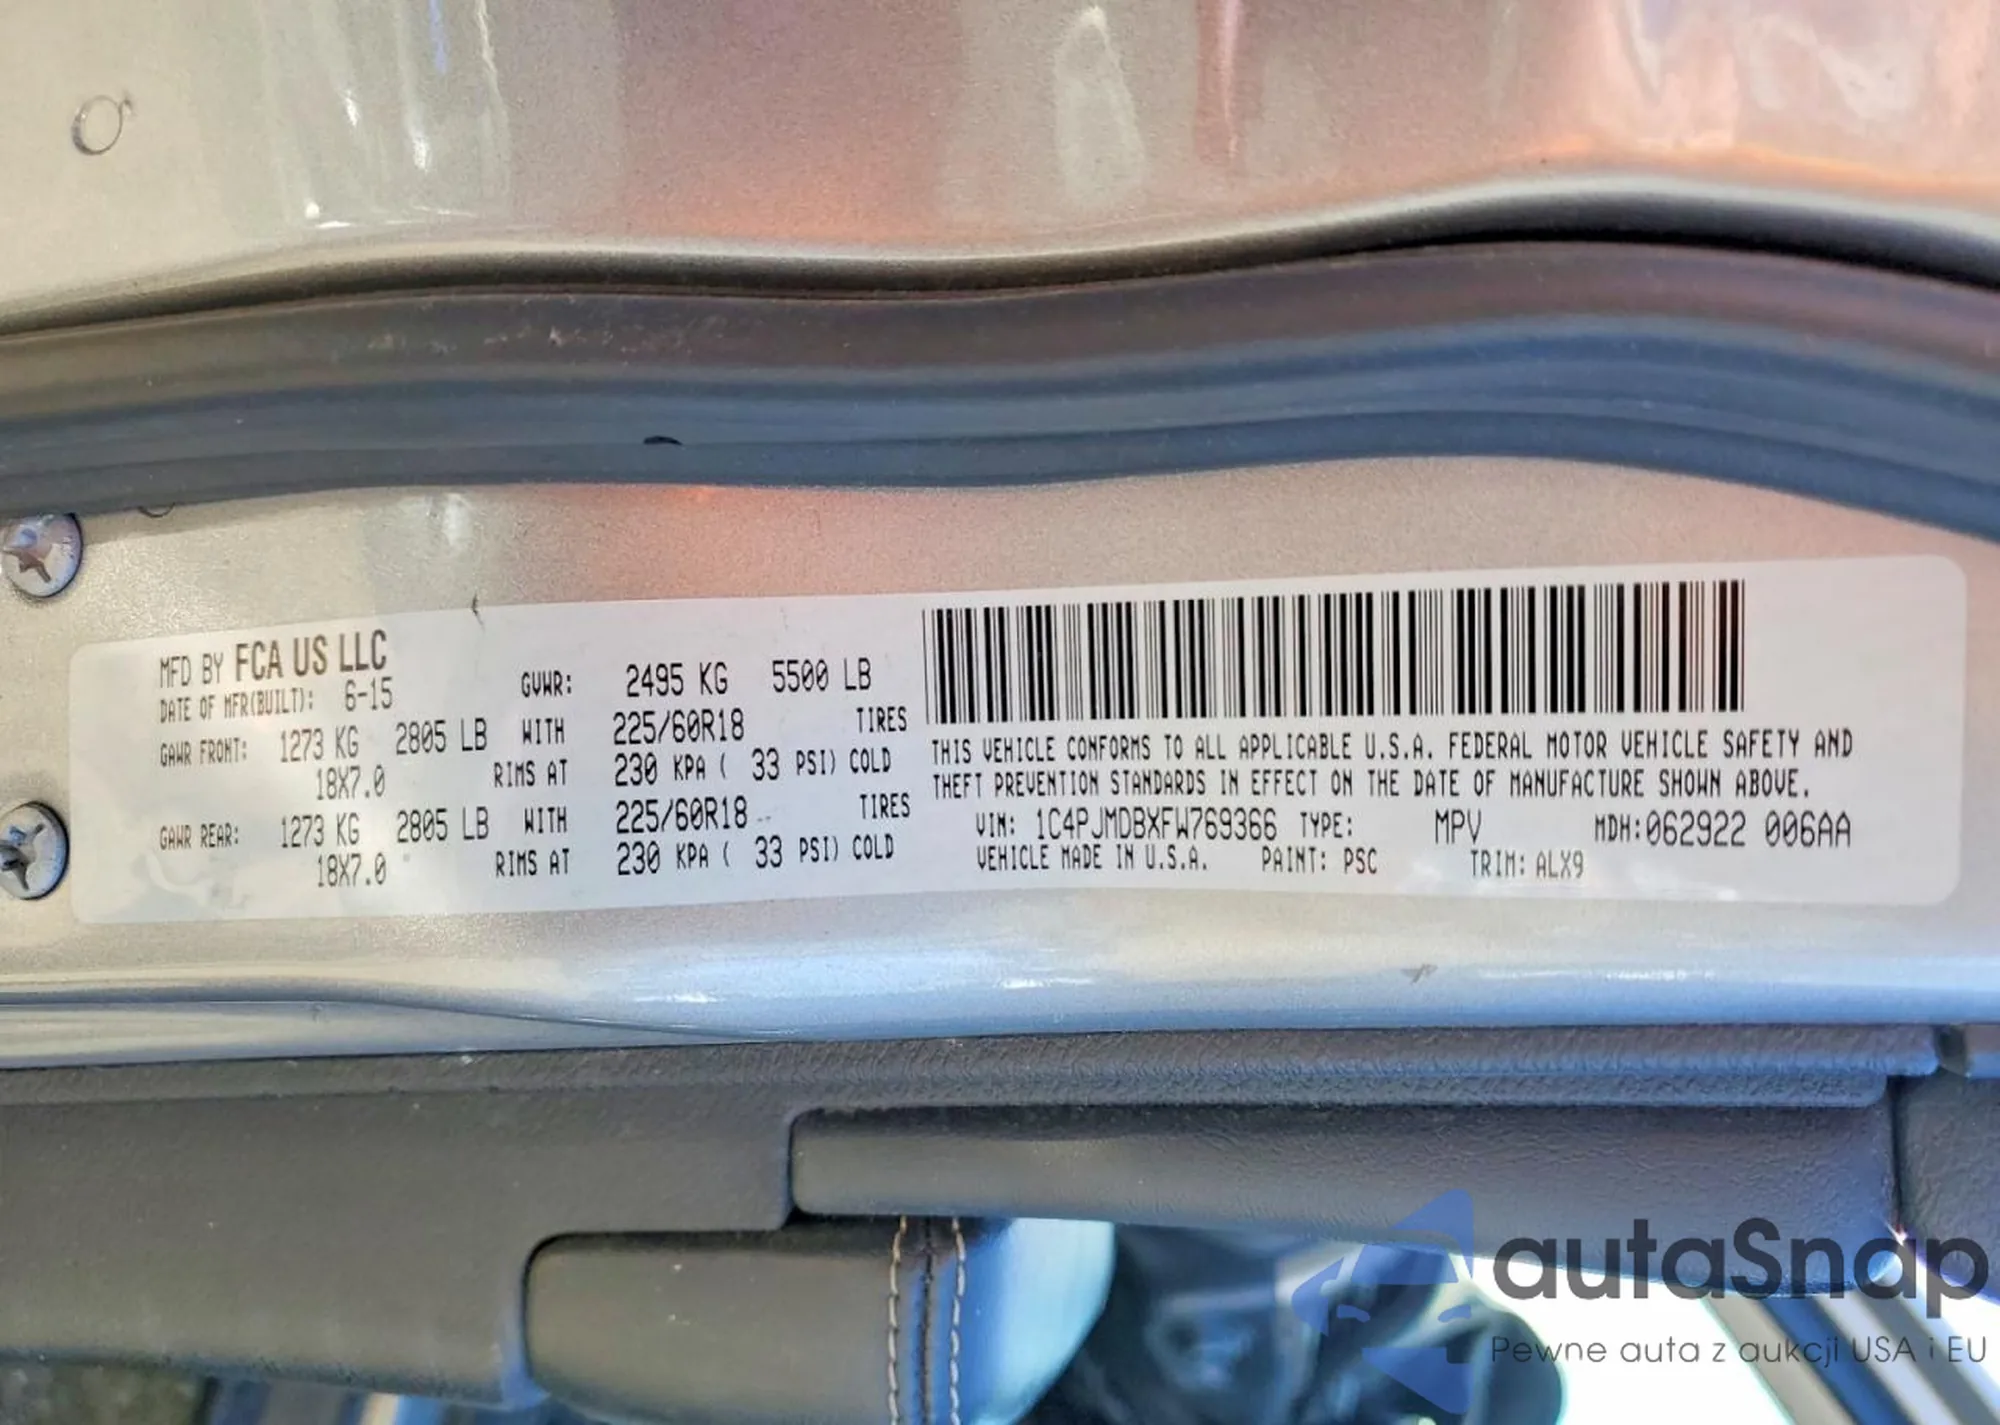 MFD BY FCA US LLC
DATE OF MFR(BUILT): 6-15
GVWR: 2495 KG 5500 LB
GAWR FRONT: 1273 KG 2805 LB WITH 225/60R18 TIRES
18X7.0 RIMS AT 230 KPA ( 33 PSI) COLD
GAWR REAR: 1273 KG 2805 LB WITH 225/60R18 TIRES
18X7.0 RIMS AT 230 KPA ( 33 PSI) COLD
THIS VEHICLE CONFORMS TO ALL APPLICABLE U.S.A. FEDERAL MOTOR VEHICLE SAFETY AND
THEFT PREVENTION STANDARDS IN EFFECT ON THE DATE OF MANUFACTURE SHOWN ABOVE.
VIN: 1C4PJMDBXFW769366 TYPE: MPV MDH:062922 006AA
VEHICLE MADE IN U.S.A. PAINT: PSC TRIM: ALX9
autaSnap
Pewne auta z aukcji USA i EU